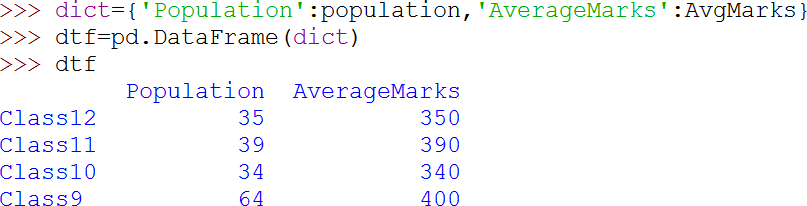 >>> dict={'Population':population,'AverageMarks':AvgMarks}
>>> dtf=pd.DataFrame(dict)
>>> dtf
         Population  AverageMarks
Class12          35           350
Class11          39           390
Class10          34           340
Class9           64           400